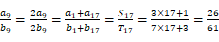 a₉/b₉ = 2a₉/2b₉ = (a₁+a₁₇)/(b₁+b₁₇) = S₁₇/T₁₇ = (3×17+1)/(7×17+3) = 26/61